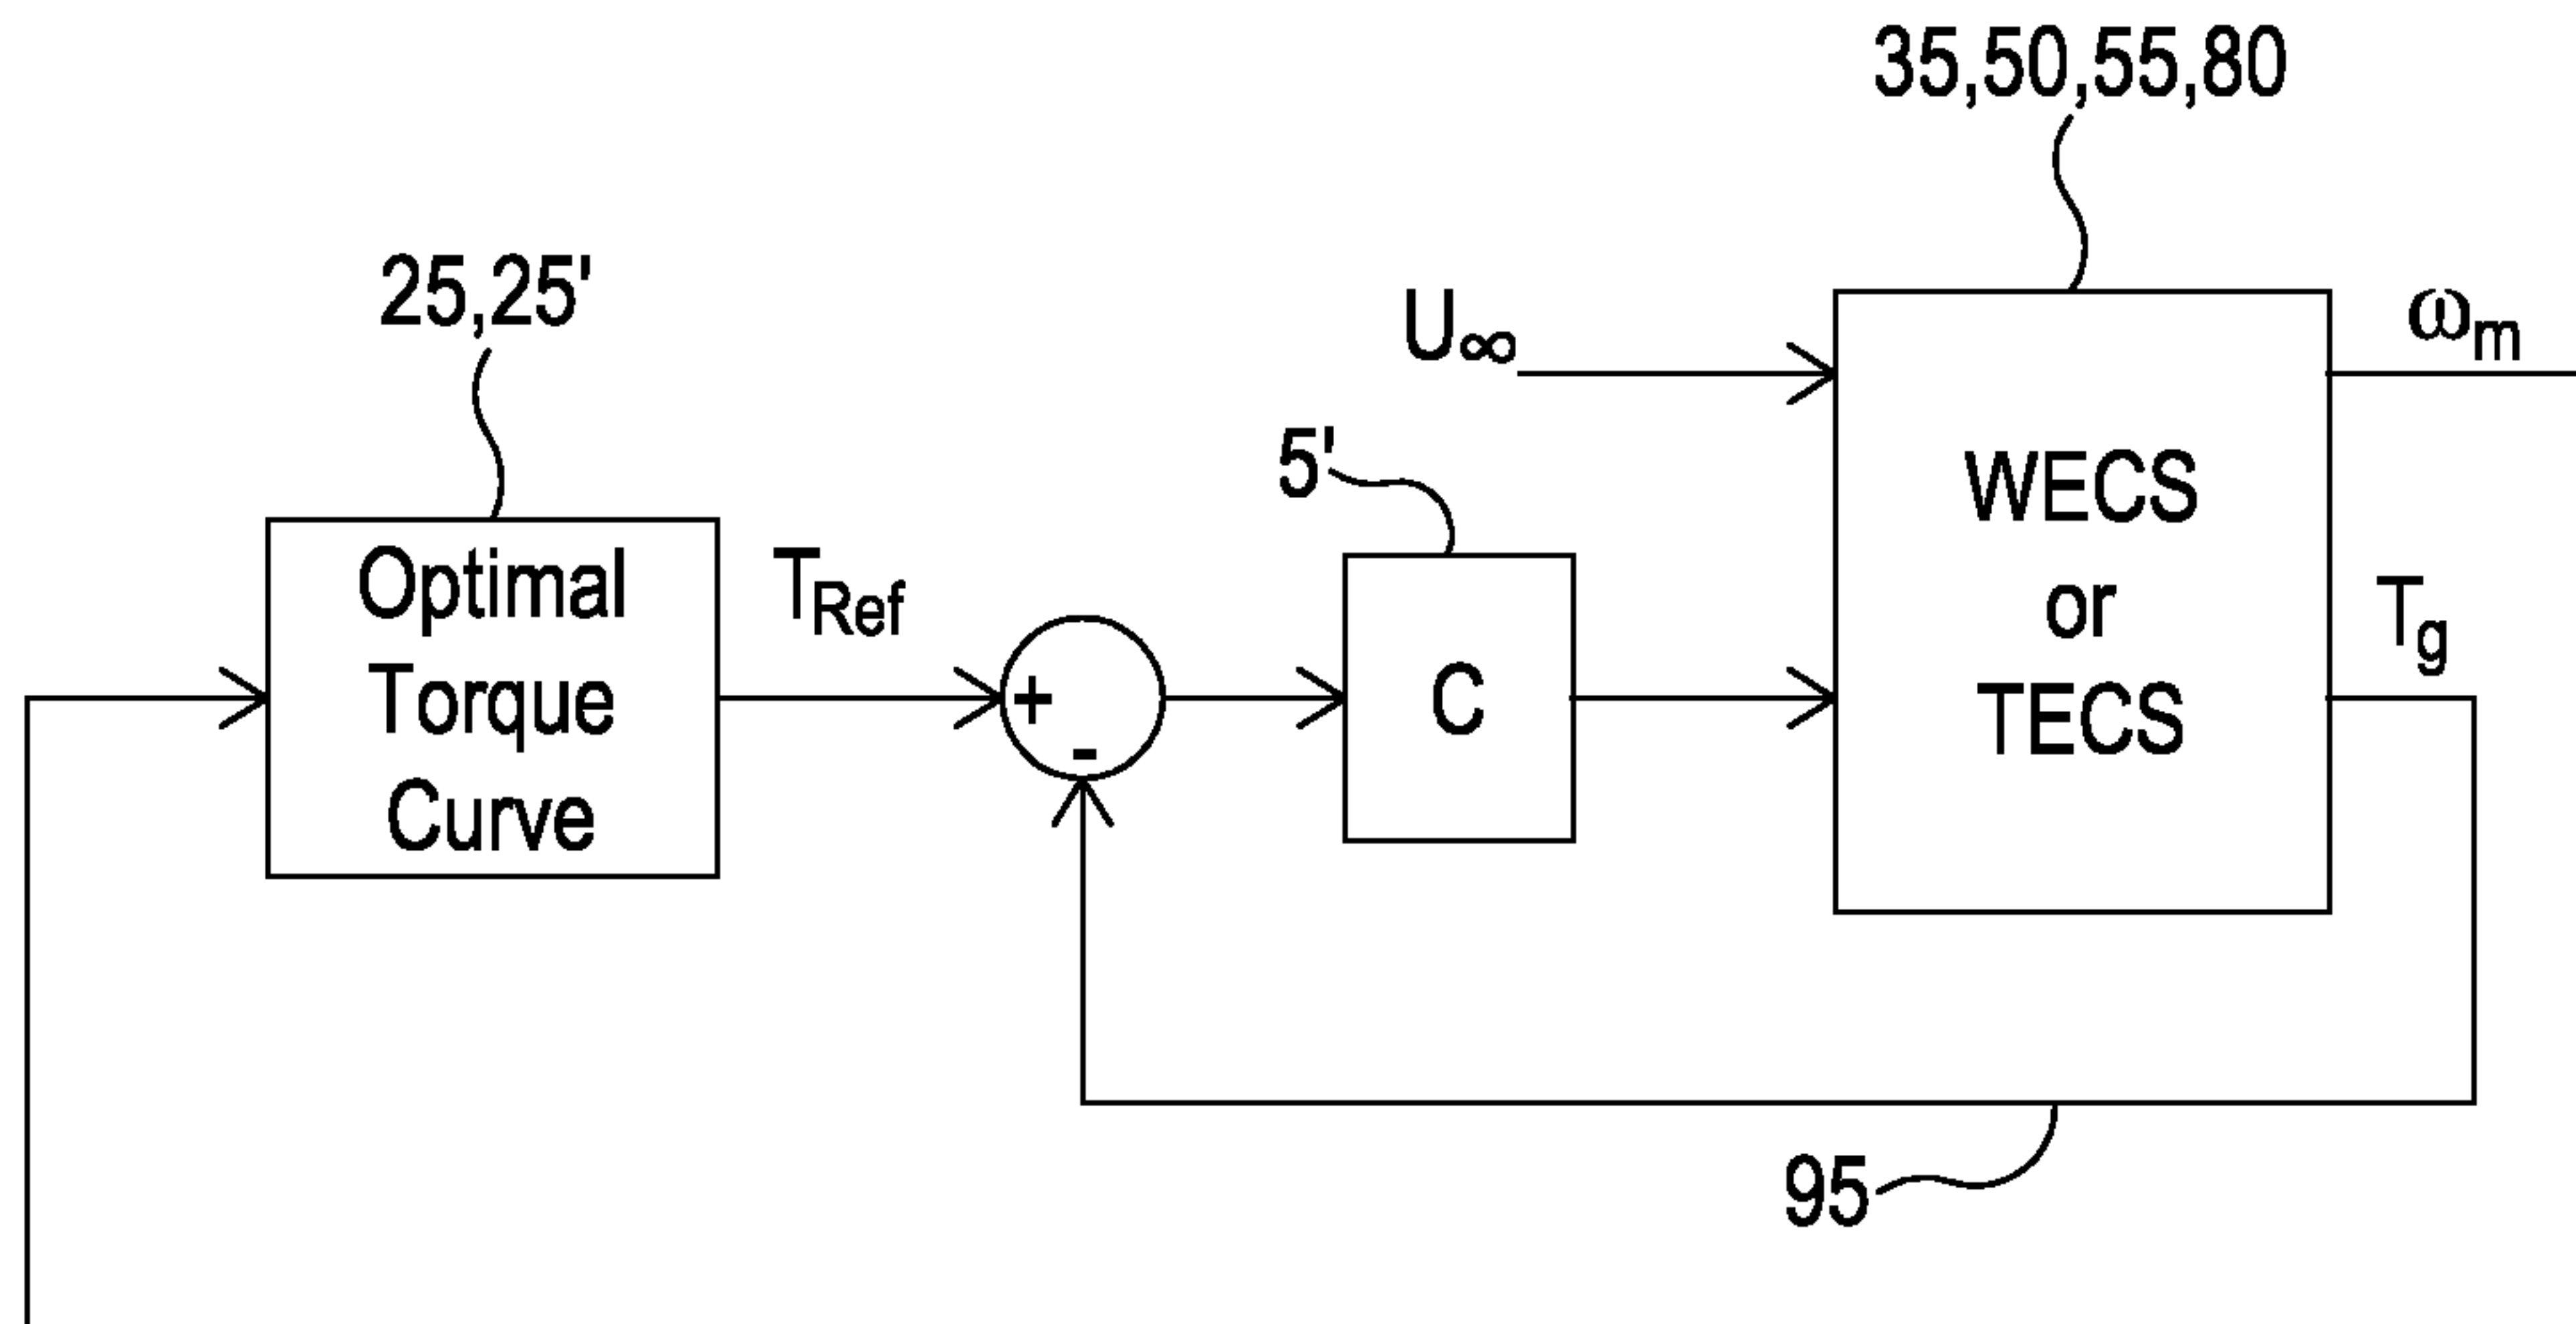 35,50,55,80
25,25'
U∞
ωm
5'
Optimal
Torque
Curve
TRef
+
-
C
WECS
or
TECS
Tg
95